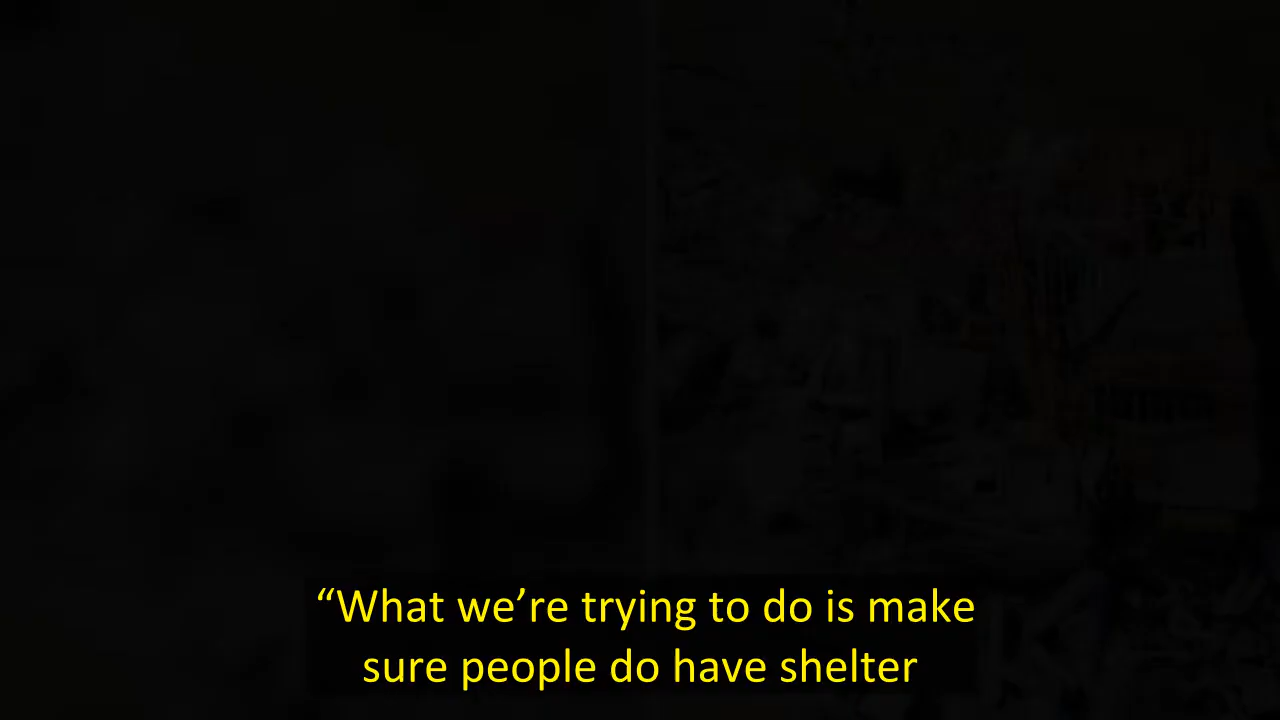 “What we’re trying to do is make
sure people do have shelter